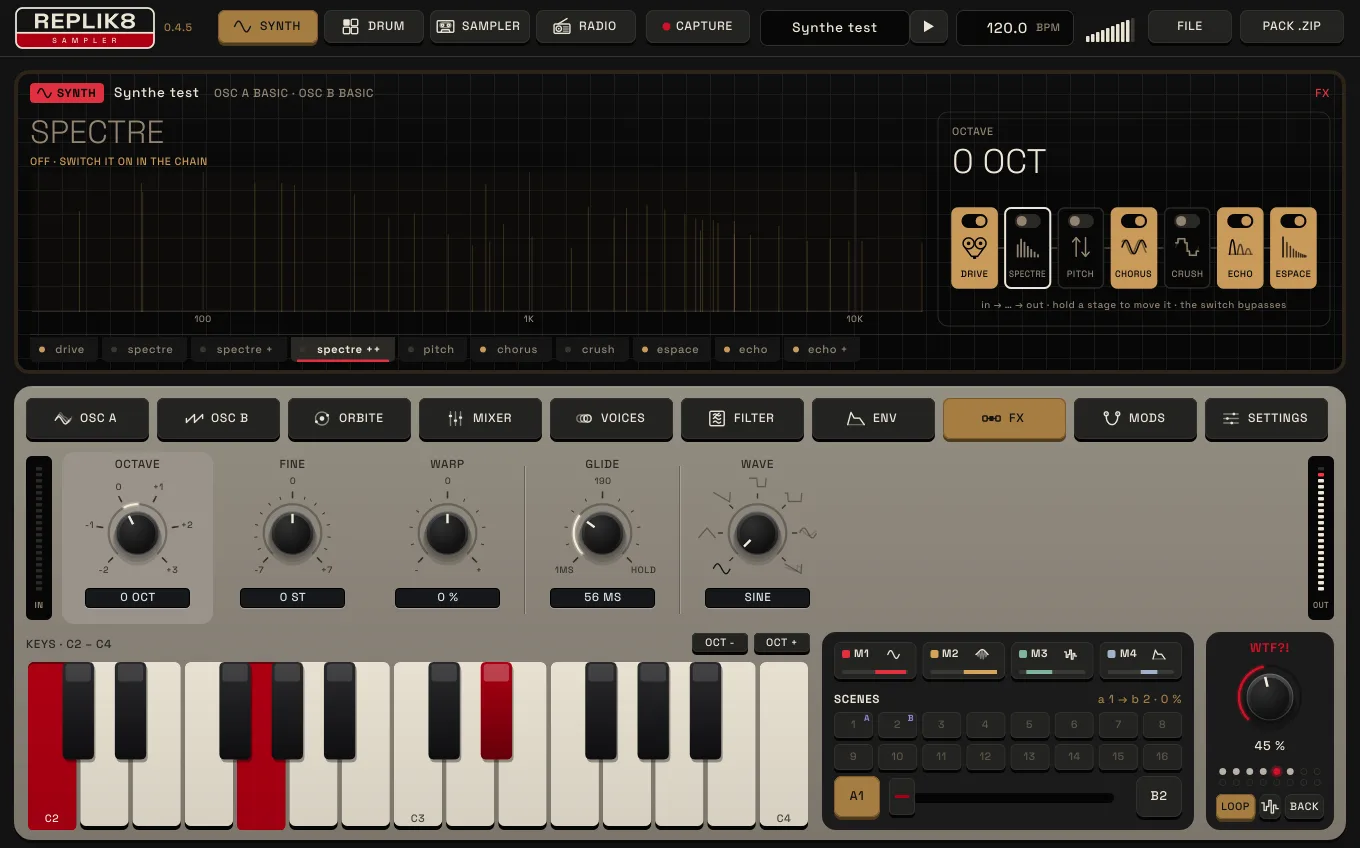 REPLIK8
SAMPLER
0.4.5
SYNTH
DRUM
SAMPLER
RADIO
CAPTURE
Synthe test
120.0 BPM
FILE
PACK .ZIP
SYNTH Synthe test OSC A BASIC · OSC B BASIC
FX
SPECTRE
OFF · SWITCH IT ON IN THE CHAIN
100 1K 10K
OCTAVE
0 OCT
DRIVE SPECTRE PITCH CHORUS CRUSH ECHO ESPACE
in → … → out · hold a stage to move it · the switch bypasses
drive spectre spectre + spectre ++ pitch chorus crush espace echo echo +
OSC A OSC B ORBITE MIXER VOICES FILTER ENV FX MODS SETTINGS
OCTAVE FINE WARP GLIDE WAVE
0 +1 0 0 190
-1 +2
-2 +3 -7 +7 - + 1MS HOLD
0 OCT 0 ST 0 % 56 MS SINE
IN
OUT
KEYS · C2 – C4
OCT - OCT +
C2 C3 C4
M1 M2 M3 M4
SCENES a 1 → b 2 · 0 %
1 A 2 B 3 4 5 6 7 8
9 10 11 12 13 14 15 16
A1 B2
WTF?!
45 %
LOOP BACK